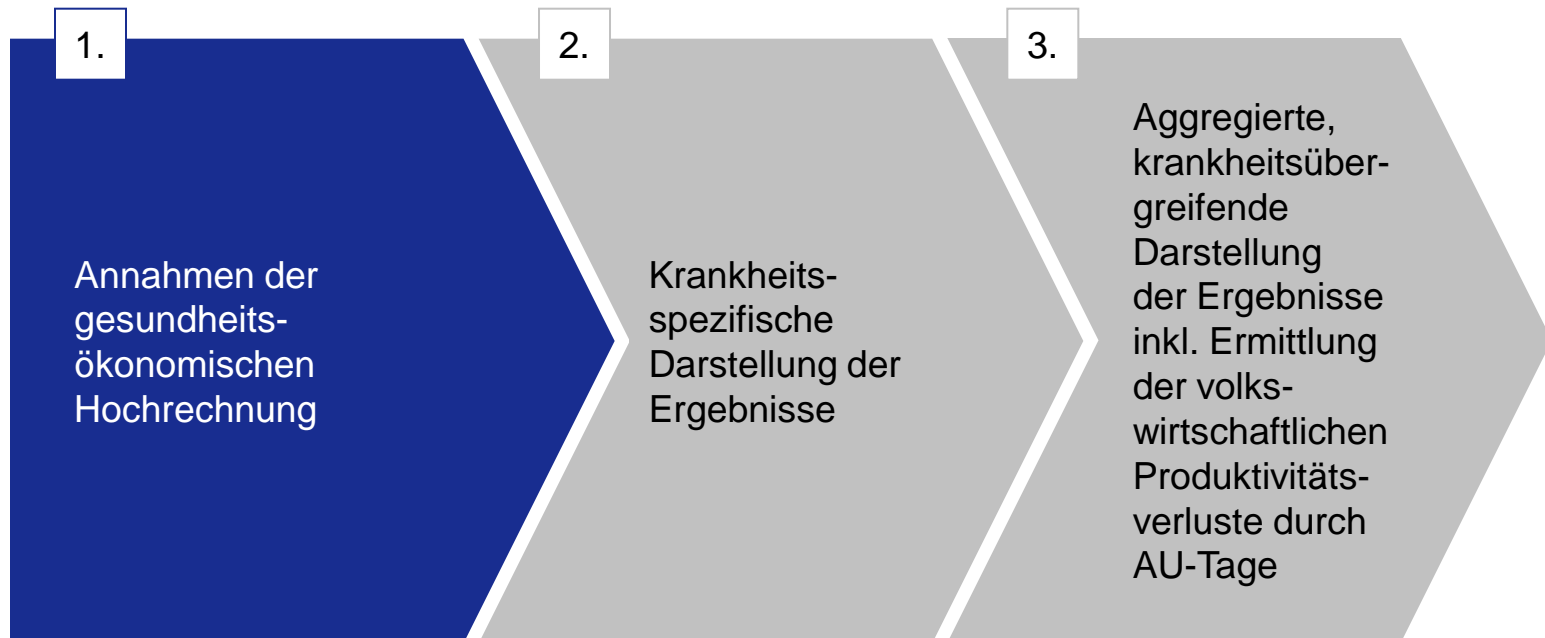 1.
Annahmen der
gesundheits-
ökonomischen
Hochrechnung
2.
Krankheits-
spezifische
Darstellung der
Ergebnisse
3.
Aggregierte,
krankheitsüber-
greifende
Darstellung
der Ergebnisse
inkl. Ermittlung
der volks-
wirtschaftlichen
Produktivitäts-
verluste durch
AU-Tage